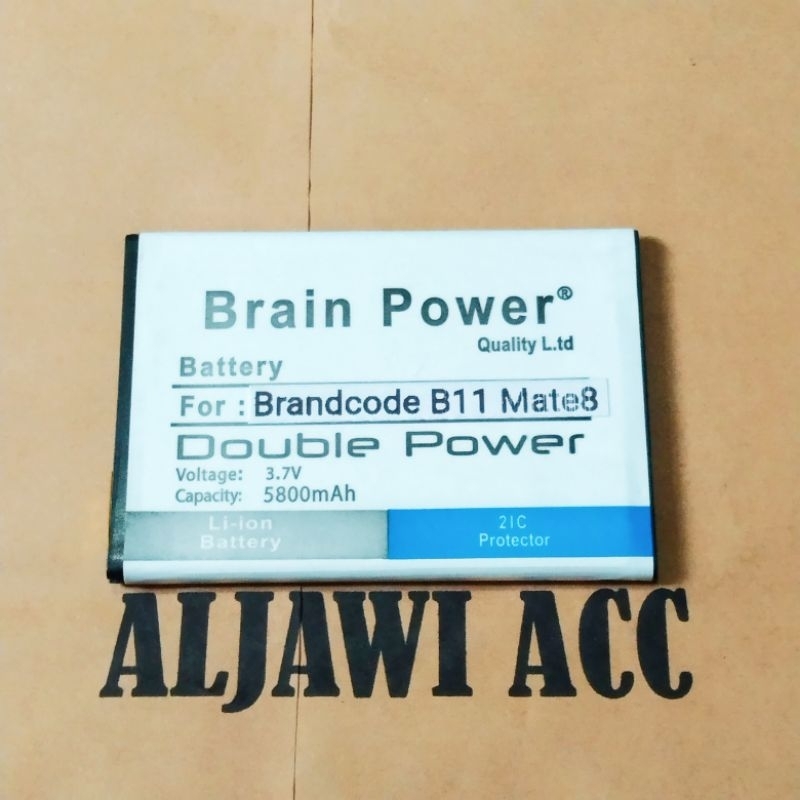 Brain Power®
Quality L.td
Battery
For : Brandcode B11 Mate8
Double Power
Voltage: 3.7V
Capacity: 5800mAh
Li-ion
Battery
2IC
Protector
ALJAWI ACC